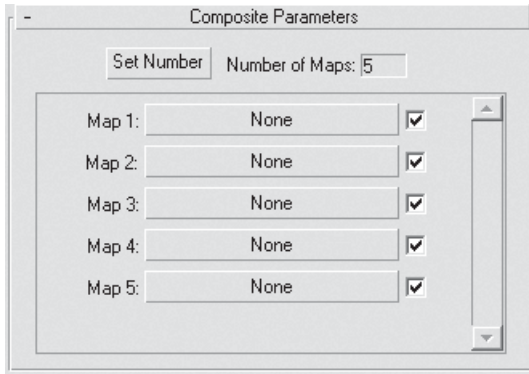 - Composite Parameters
Set Number Number of Maps: 5
Map 1: None
Map 2: None
Map 3: None
Map 4: None
Map 5: None